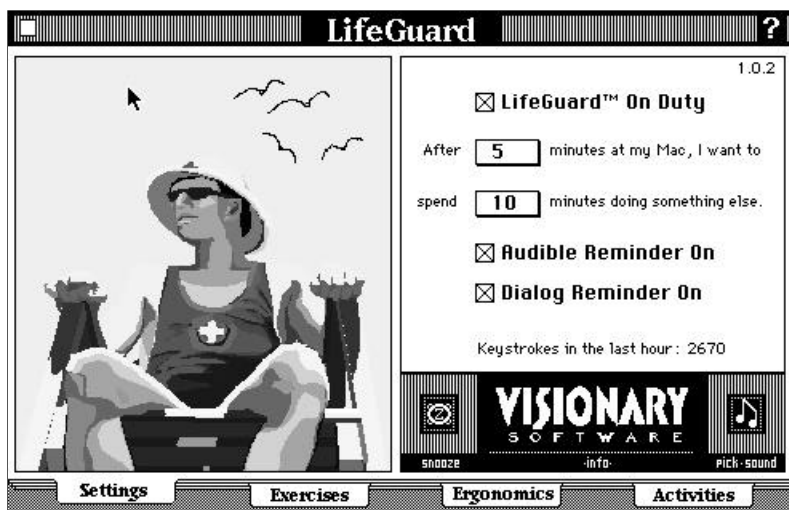 LifeGuard ?
1.0.2
LifeGuard™ On Duty
After 5 minutes at my Mac, I want to
spend 10 minutes doing something else.
Audible Reminder On
Dialog Reminder On
Keystrokes in the last hour: 2670
Z
VISIONARY
SOFTWARE
snooze ·info· pick·sound
Settings Exercises Ergonomics Activities